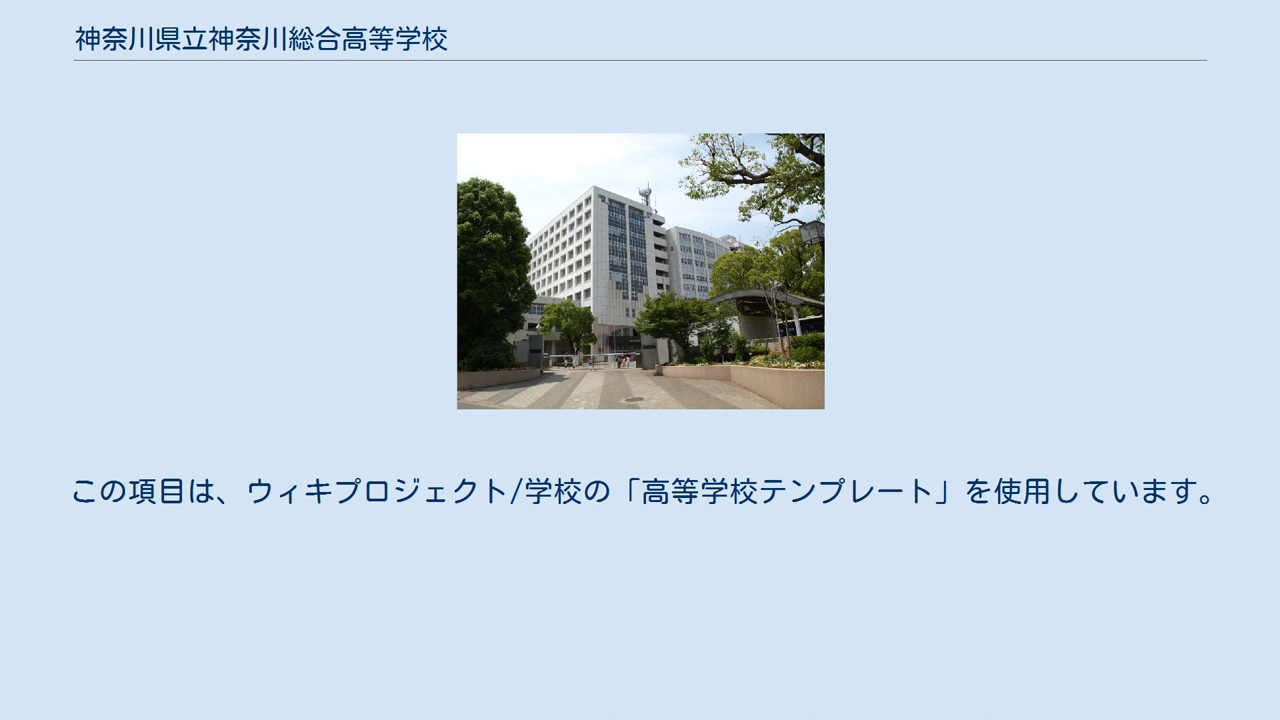 神奈川県立神奈川総合高等学校
この項目は、ウィキプロジェクト/学校の「高等学校テンプレート」を使用しています。